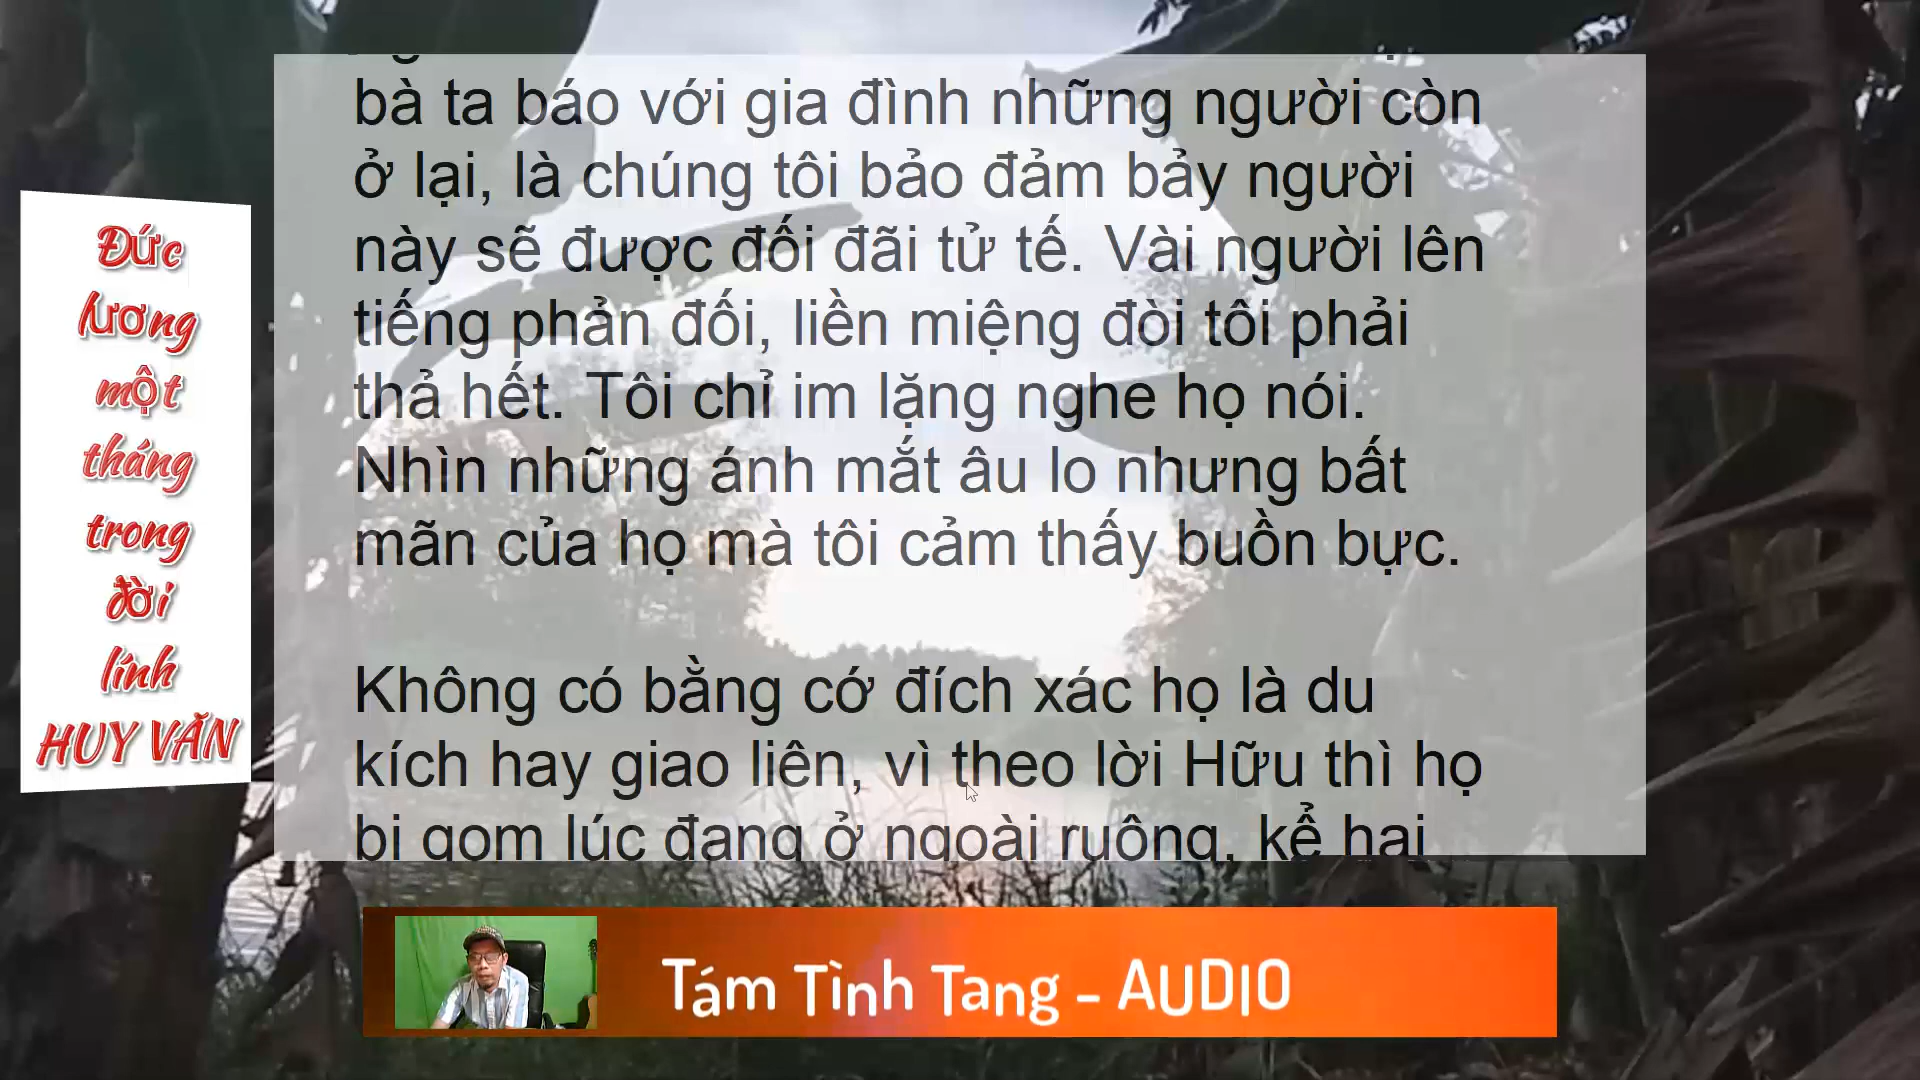 Đức
lương
một
tháng
trong
đời
lính
HUY VĂN
bà ta báo với gia đình những người còn
ở lại, là chúng tôi bảo đảm bảy người
này sẽ được đối đãi tử tế. Vài người lên
tiếng phản đối, liền miệng đòi tôi phải
thả hết. Tôi chỉ im lặng nghe họ nói.
Nhìn những ánh mắt âu lo nhưng bất
mãn của họ mà tôi cảm thấy buồn bực.
Không có bằng cớ đích xác họ là du
kích hay giao liên, vì theo lời Hữu thì họ
bị gom lúc đang ở ngoài ruộng, kể hai
Tám Tình Tang - AUDIO